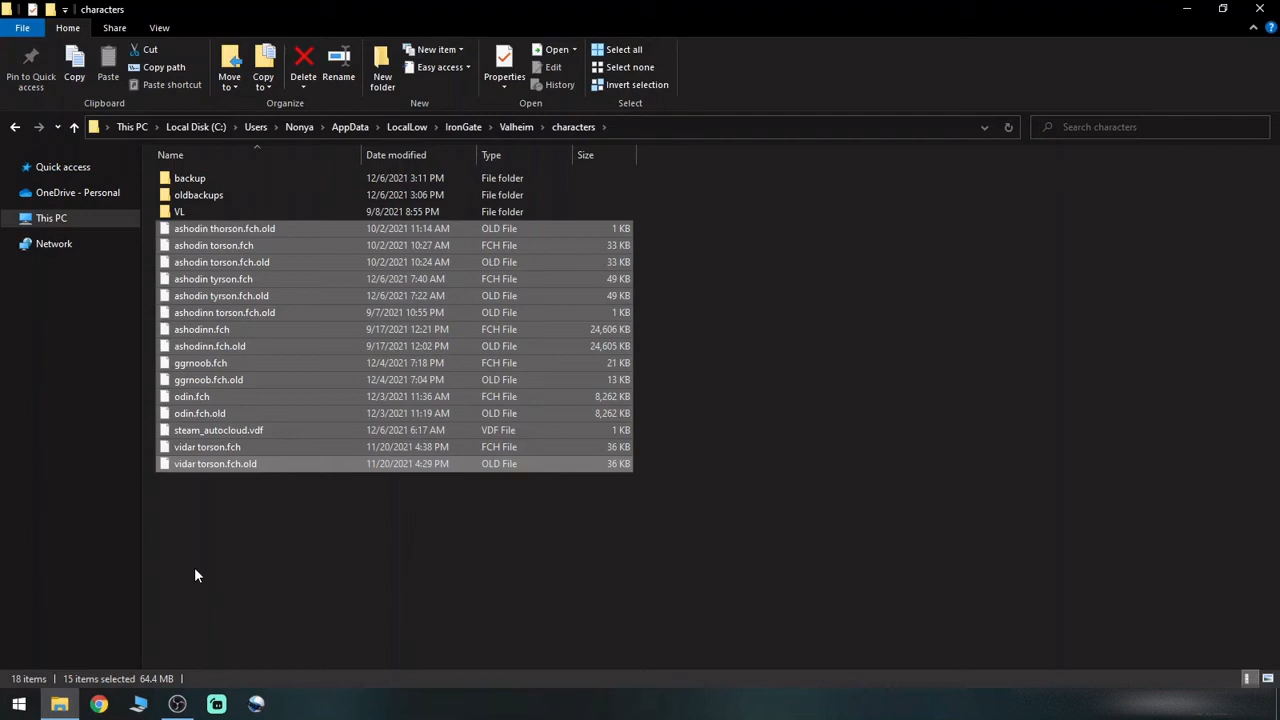 characters
File Home Share View
Pin to Quick access
Copy
Paste
Cut
Copy path
Paste shortcut
Clipboard
Move to
Copy to
Delete
Rename
Organize
New folder
New item
Easy access
New
Properties
Open
Edit
History
Open
Select all
Select none
Invert selection
Select
This PC Local Disk (C:) Users Nonya AppData LocalLow IronGate Valheim characters
Search characters
Quick access
OneDrive - Personal
This PC
Network
Name Date modified Type Size
backup 12/6/2021 3:11 PM File folder
oldbackups 12/6/2021 3:06 PM File folder
VL 9/8/2021 8:55 PM File folder
ashodin thorson.fch.old 10/2/2021 11:14 AM OLD File 1 KB
ashodin torson.fch 10/2/2021 10:27 AM FCH File 33 KB
ashodin torson.fch.old 10/2/2021 10:24 AM OLD File 33 KB
ashodin tyrson.fch 12/6/2021 7:40 AM FCH File 49 KB
ashodin tyrson.fch.old 12/6/2021 7:22 AM OLD File 49 KB
ashodinn torson.fch.old 9/7/2021 10:55 PM OLD File 1 KB
ashodinn.fch 9/17/2021 12:21 PM FCH File 24,606 KB
ashodinn.fch.old 9/17/2021 12:02 PM OLD File 24,605 KB
ggrnoob.fch 12/4/2021 7:18 PM FCH File 21 KB
ggrnoob.fch.old 12/4/2021 7:04 PM OLD File 13 KB
odin.fch 12/3/2021 11:36 AM FCH File 8,262 KB
odin.fch.old 12/3/2021 11:19 AM OLD File 8,262 KB
steam_autocloud.vdf 12/6/2021 6:17 AM VDF File 1 KB
vidar torson.fch 11/20/2021 4:38 PM FCH File 36 KB
vidar torson.fch.old 11/20/2021 4:29 PM OLD File 36 KB
18 items 15 items selected 64.4 MB